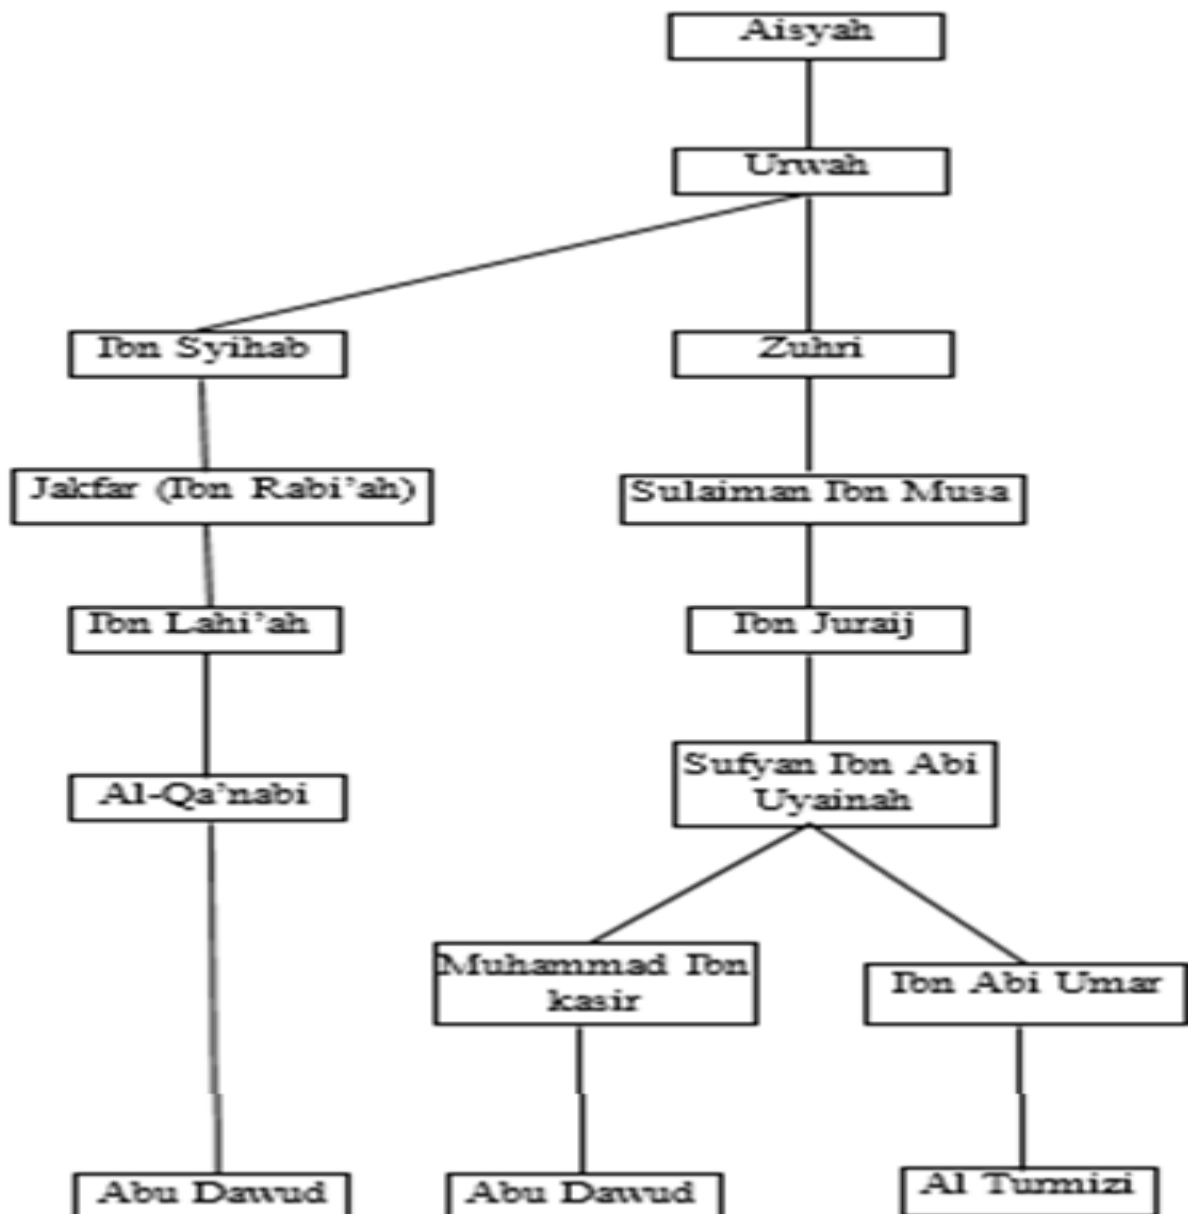 Aisyah
Urwah
Ibn Syihab
Zuhri
Jakfar (Ibn Rabi’ah)
Sulaiman Ibn Musa
Ibn Lahi’ah
Ibn Juraij
Al-Qa’nabi
Sufyan Ibn Abi
Uyainah
Muhammad Ibn
kasir
Ibn Abi Umar
Abu Dawud
Abu Dawud
Al Turmizi